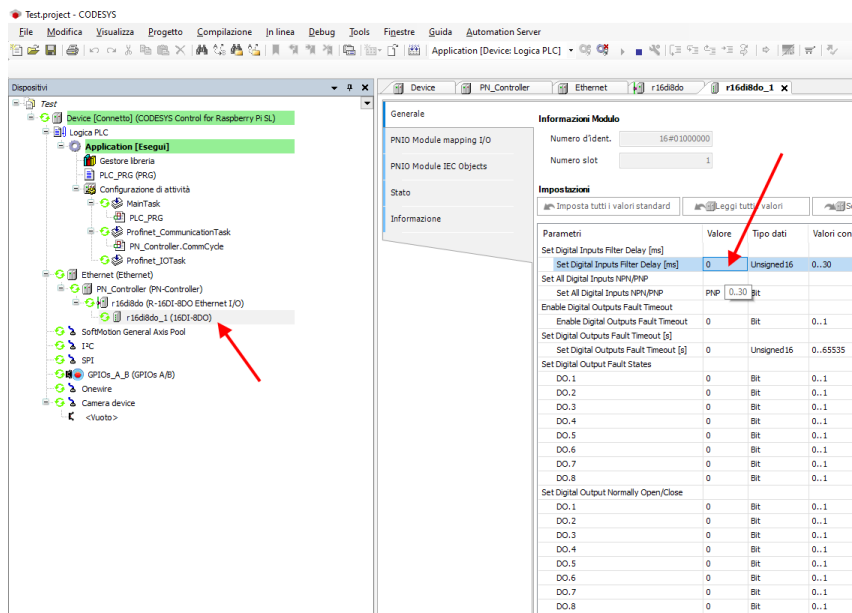 Test.project - CODESYS
File Modifica Visualizza Progetto Compilazione In linea Debug Tools Finestre Guida Automation Server
Application [Device: Logica PLC]
Dispositivi
Test
Device [Connetto] (CODESYS Control for Raspberry Pi SL)
Logica PLC
Application [Esegui]
Gestore libreria
PLC_PRG (PRG)
Configurazione di attività
MainTask
PLC_PRG
Profinet_CommunicationTask
PN_Controller.CommCycle
Profinet_IOTask
Ethernet (Ethernet)
PN_Controller (PN-Controller)
r16di8do (R-16DI-8DO Ethernet I/O)
r16di8do_1 (16DI-8DO)
SoftMotion General Axis Pool
I²C
SPI
GPIOs_A_B (GPIOs A/B)
Onewire
Camera device
<Vuoto>
Device PN_Controller Ethernet r16di8do r16di8do_1
Generale
PNIO Module mapping I/O
PNIO Module IEC Objects
Stato
Informazione
Informazioni Modulo
Numero d'ident. 16#01000000
Numero slot 1
Impostazioni
Imposta tutti i valori standard Leggi tutti valori
Parametri Valore Tipo dati Valori con
Set Digital Inputs Filter Delay [ms]
Set Digital Inputs Filter Delay [ms] 0 Unsigned16 0..30
Set All Digital Inputs NPN/PNP
Set All Digital Inputs NPN/PNP PNP 0..30 Bit
Enable Digital Outputs Fault Timeout
Enable Digital Outputs Fault Timeout 0 Bit 0..1
Set Digital Outputs Fault Timeout [s]
Set Digital Outputs Fault Timeout [s] 0 Unsigned16 0..65535
Set Digital Output Fault States
DO.1 0 Bit 0..1
DO.2 0 Bit 0..1
DO.3 0 Bit 0..1
DO.4 0 Bit 0..1
DO.5 0 Bit 0..1
DO.6 0 Bit 0..1
DO.7 0 Bit 0..1
DO.8 0 Bit 0..1
Set Digital Output Normally Open/Close
DO.1 0 Bit 0..1
DO.2 0 Bit 0..1
DO.3 0 Bit 0..1
DO.4 0 Bit 0..1
DO.5 0 Bit 0..1
DO.6 0 Bit 0..1
DO.7 0 Bit 0..1
DO.8 0 Bit 0..1